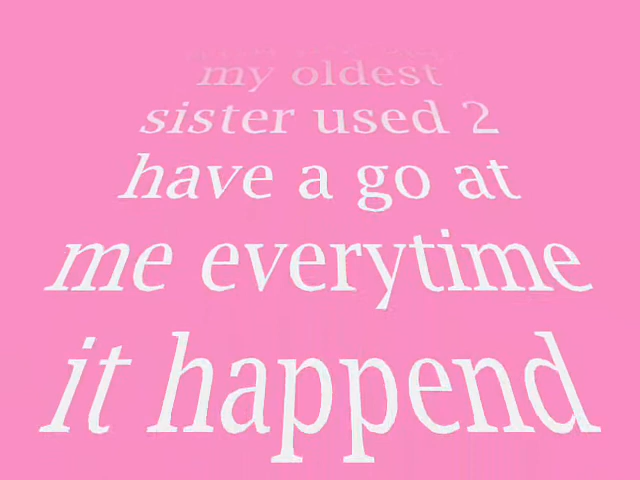 my oldest
sister used 2
have a go at
me everytime
it happend